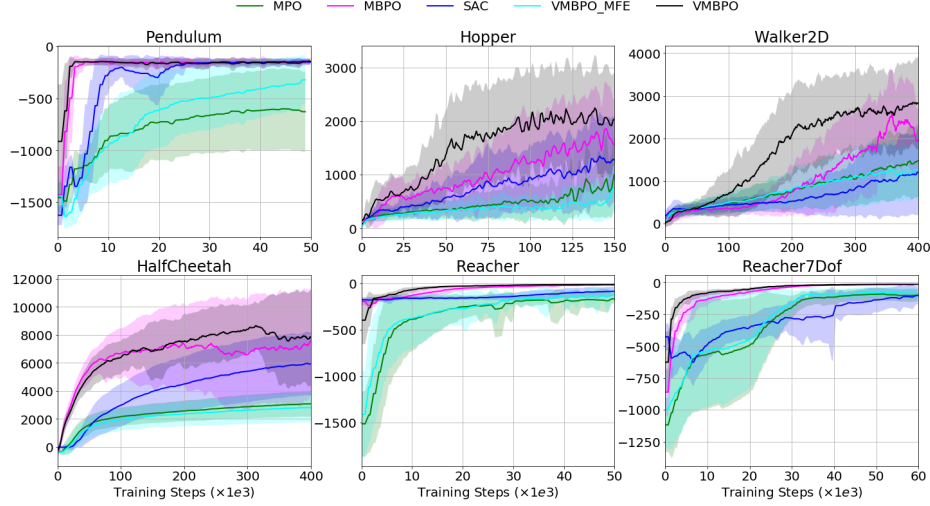 MPO MBPO SAC VMBPO_MFE VMBPO
Pendulum Hopper Walker2D
0 −500 −1000 −1500
0 10 20 30 40 50
3000 2000 1000 0
0 25 50 75 100 125 150
4000 3000 2000 1000 0
0 100 200 300 400
HalfCheetah Reacher Reacher7Dof
12000 10000 8000 6000 4000 2000 0
0 100 200 300 400
Training Steps (×1e3)
0 −500 −1000 −1500
0 10 20 30 40 50
Training Steps (×1e3)
0 −250 −500 −750 −1000 −1250
0 10 20 30 40 50 60
Training Steps (×1e3)